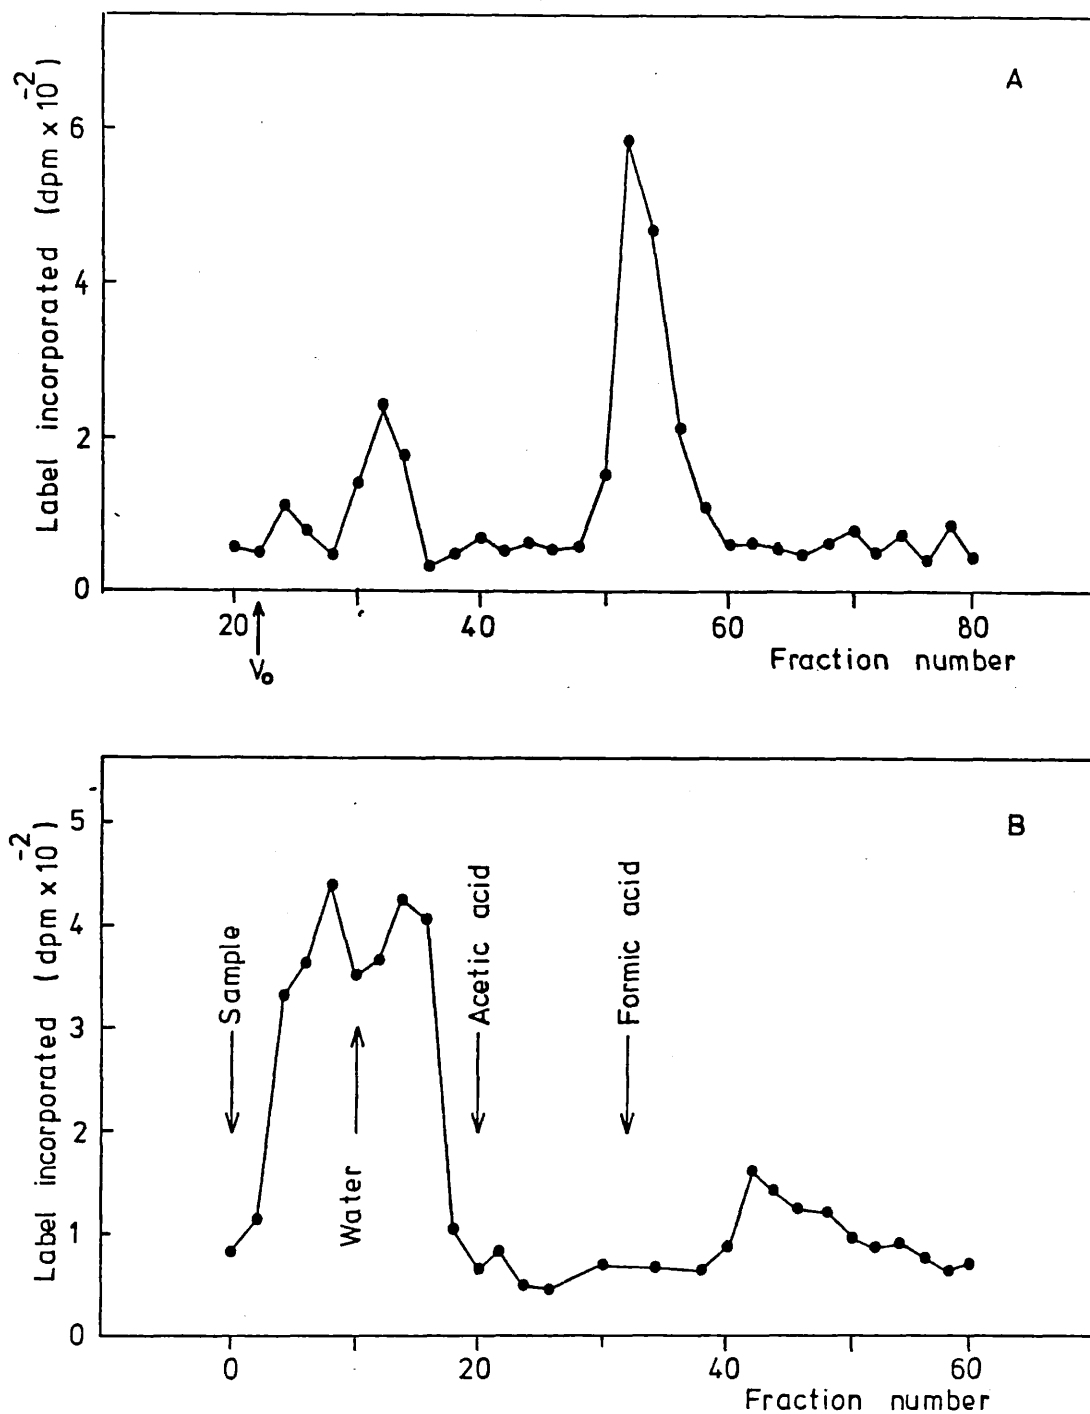 A
Label incorporated (dpm x 10⁻²)
6
4
2
0
20 40 60 80
V₀
Fraction number
B
Label incorporated (dpm x 10⁻²)
5
4
3
2
1
0
Sample
Water
Acetic acid
Formic acid
0 20 40 60
Fraction number